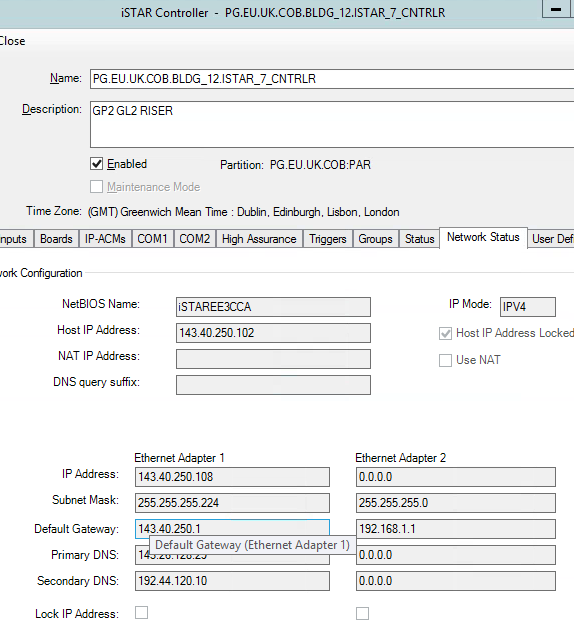 iSTAR Controller - PG.EU.UK.COB.BLDG_12.ISTAR_7_CNTRLR
Close
Name: PG.EU.UK.COB.BLDG_12.ISTAR_7_CNTRLR
Description: GP2 GL2 RISER
Enabled Partition: PG.EU.UK.COB:PAR
Maintenance Mode
Time Zone: (GMT) Greenwich Mean Time : Dublin, Edinburgh, Lisbon, London
nputs Boards IP-ACMs COM1 COM2 High Assurance Triggers Groups Status Network Status User Defi
ork Configuration
NetBIOS Name: iSTAREE3CCA IP Mode: IPV4
Host IP Address: 143.40.250.102 Host IP Address Locked
NAT IP Address: Use NAT
DNS query suffix:
Ethernet Adapter 1 Ethernet Adapter 2
IP Address: 143.40.250.108 0.0.0.0
Subnet Mask: 255.255.255.224 255.255.255.0
Default Gateway: 143.40.250.1 192.168.1.1
Default Gateway (Ethernet Adapter 1)
Primary DNS: 0.0.0.0
Secondary DNS: 192.44.120.10 0.0.0.0
Lock IP Address: